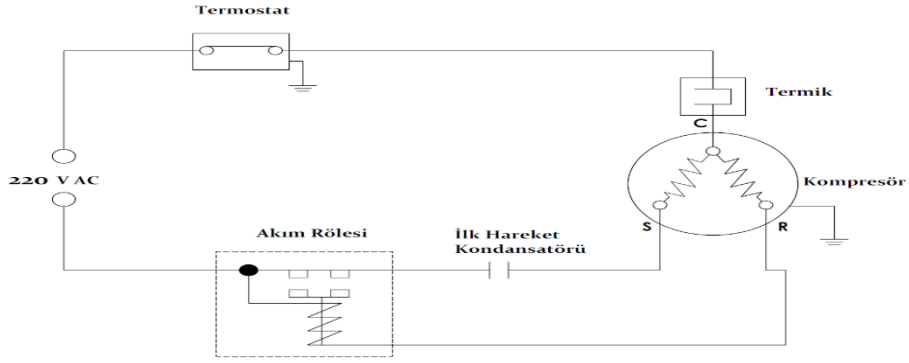 Termostat
Termik
C
220 V AC
Kompresör
S
R
Akım Rölesi
İlk Hareket
Kondansatörü